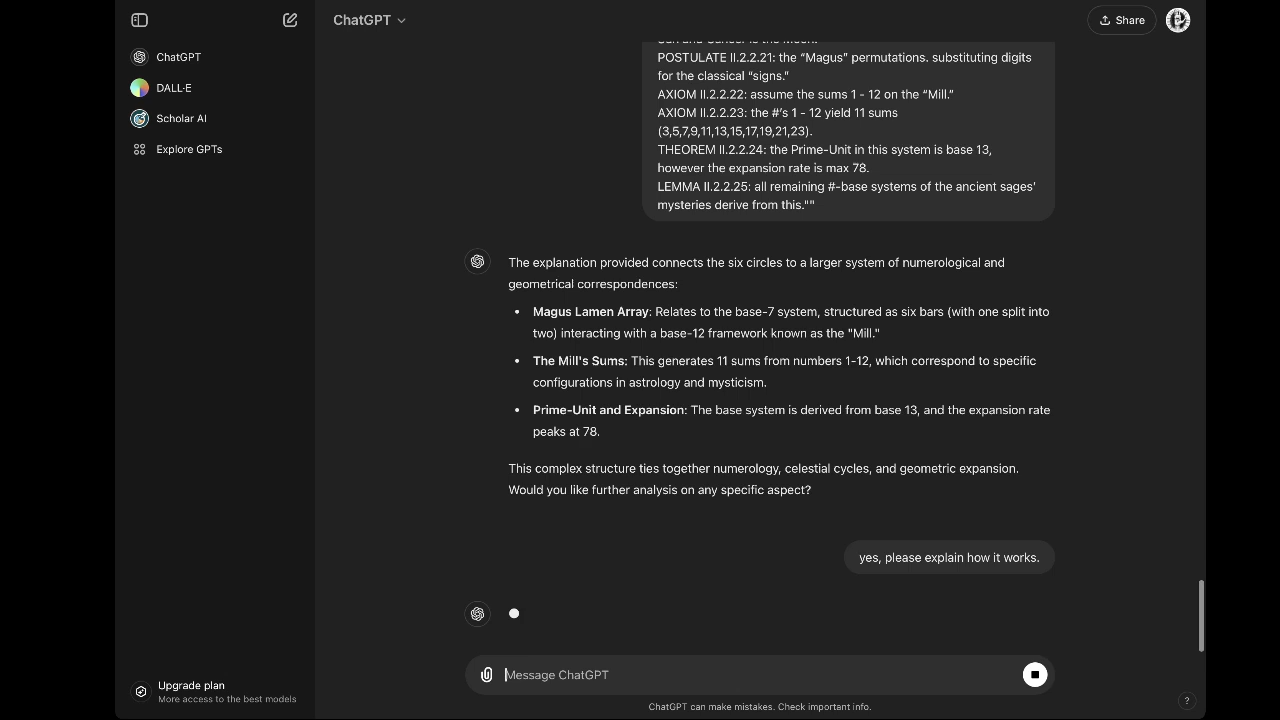 ChatGPT
Share
ChatGPT
DALL·E
Scholar AI
Explore GPTs
POSTULATE II.2.2.21: the “Magus” permutations. substituting digits
for the classical “signs.”
AXIOM II.2.2.22: assume the sums 1 - 12 on the “Mill.”
AXIOM II.2.2.23: the #’s 1 - 12 yield 11 sums
(3,5,7,9,11,13,15,17,19,21,23).
THEOREM II.2.2.24: the Prime-Unit in this system is base 13,
however the expansion rate is max 78.
LEMMA II.2.2.25: all remaining #-base systems of the ancient sages’
mysteries derive from this.""
The explanation provided connects the six circles to a larger system of numerological and
geometrical correspondences:
• Magus Lamen Array: Relates to the base-7 system, structured as six bars (with one split into
two) interacting with a base-12 framework known as the "Mill."
• The Mill's Sums: This generates 11 sums from numbers 1-12, which correspond to specific
configurations in astrology and mysticism.
• Prime-Unit and Expansion: The base system is derived from base 13, and the expansion rate
peaks at 78.
This complex structure ties together numerology, celestial cycles, and geometric expansion.
Would you like further analysis on any specific aspect?
yes, please explain how it works.
Message ChatGPT
Upgrade plan
More access to the best models
ChatGPT can make mistakes. Check important info.
?